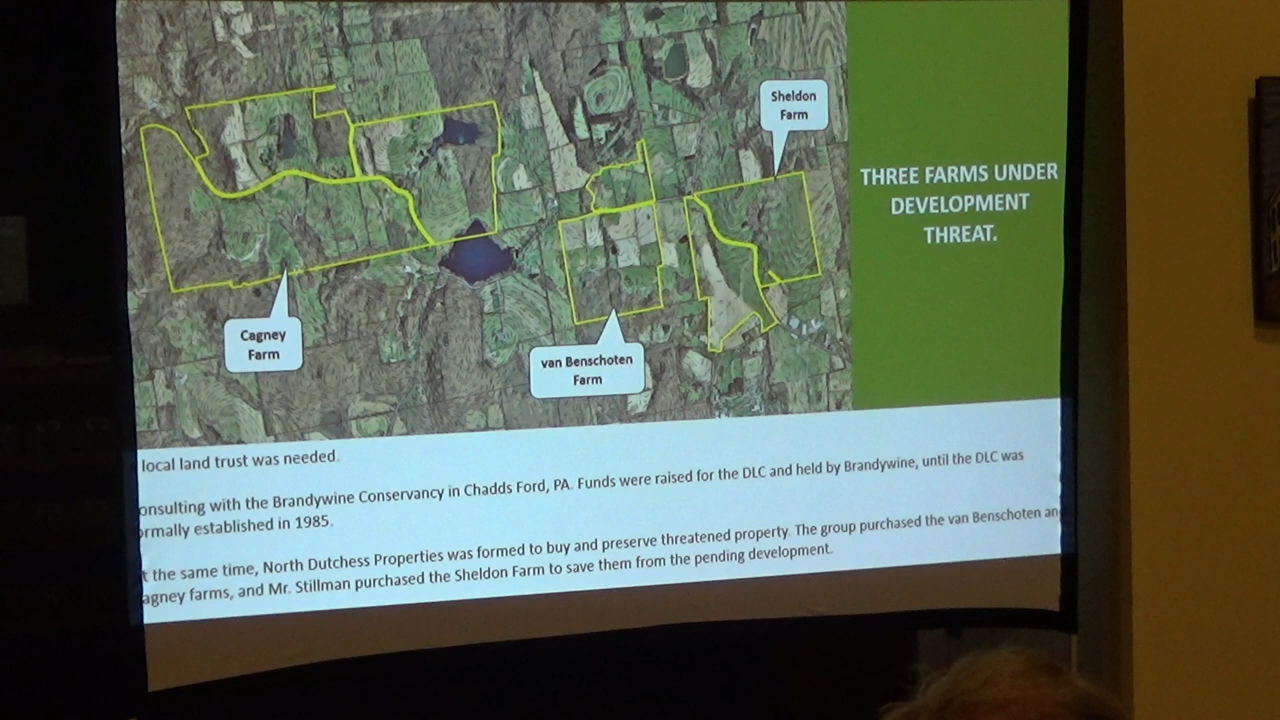 Sheldon
Farm
THREE FARMS UNDER
DEVELOPMENT
THREAT.
Cagney
Farm
van Benschoten
Farm
local land trust was needed.
onsulting with the Brandywine Conservancy in Chadds Ford, PA. Funds were raised for the DLC and held by Brandywine, until the DLC was
ormally established in 1985.
t the same time, North Dutchess Properties was formed to buy and preserve threatened property. The group purchased the van Benschoten an
agney farms, and Mr. Stillman purchased the Sheldon Farm to save them from the pending development.